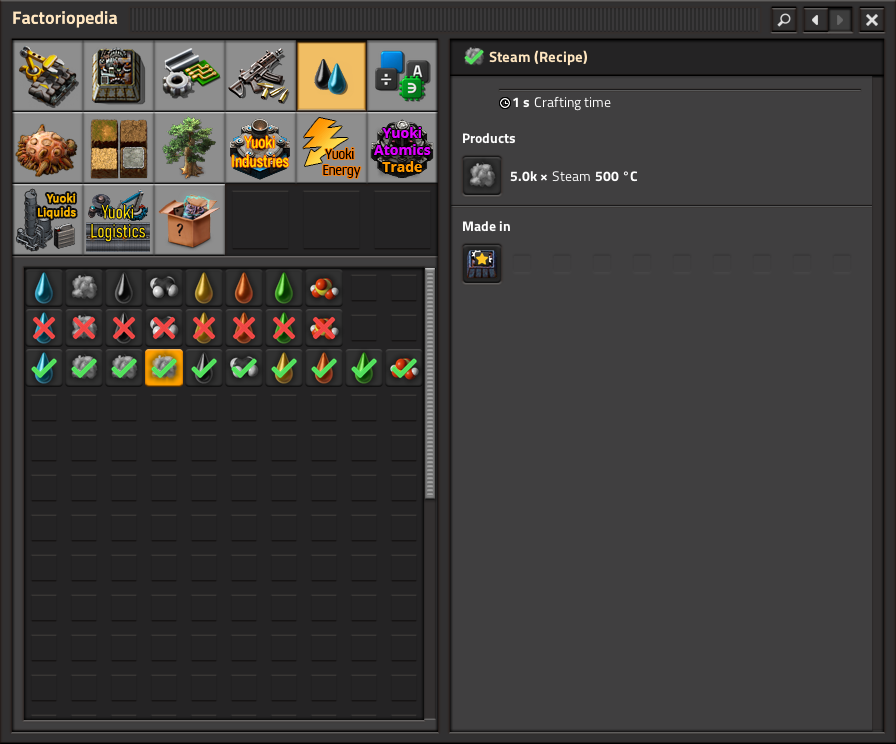 Factoriopedia
Steam (Recipe)
1 s Crafting time
Products
5.0k × Steam 500 °C
Made in
A
Yuoki
Industries
Yuoki
Energy
Yuoki
Atomics
Trade
Yuoki
Liquids
Yuoki
Logistics
?